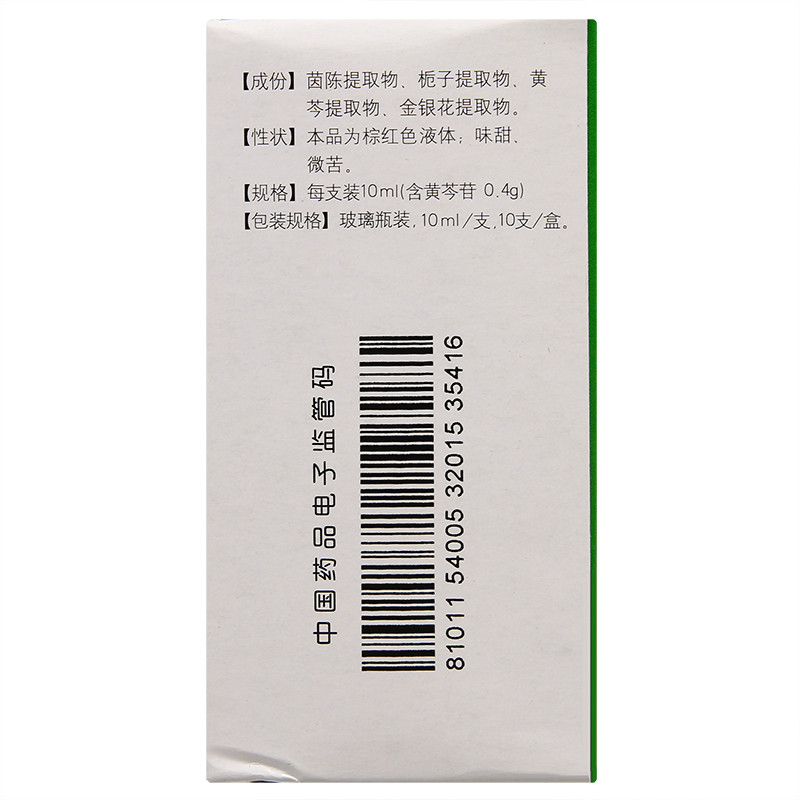 【成份】茵陈提取物、栀子提取物、黄
芩提取物、金银花提取物。
【性状】本品为棕红色液体；味甜、
微苦。
【规格】每支装10ml(含黄芩苷 0.4g)
【包装规格】玻璃瓶装,10ml/支,10支/盒。
中国药品电子监管码
81011 54005 32015 35416